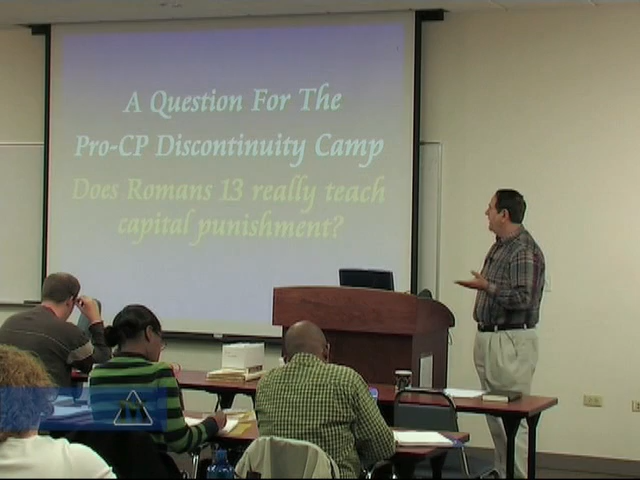 A Question For The
Pro-CP Discontinuity Camp
Does Romans 13 really teach
capital punishment?